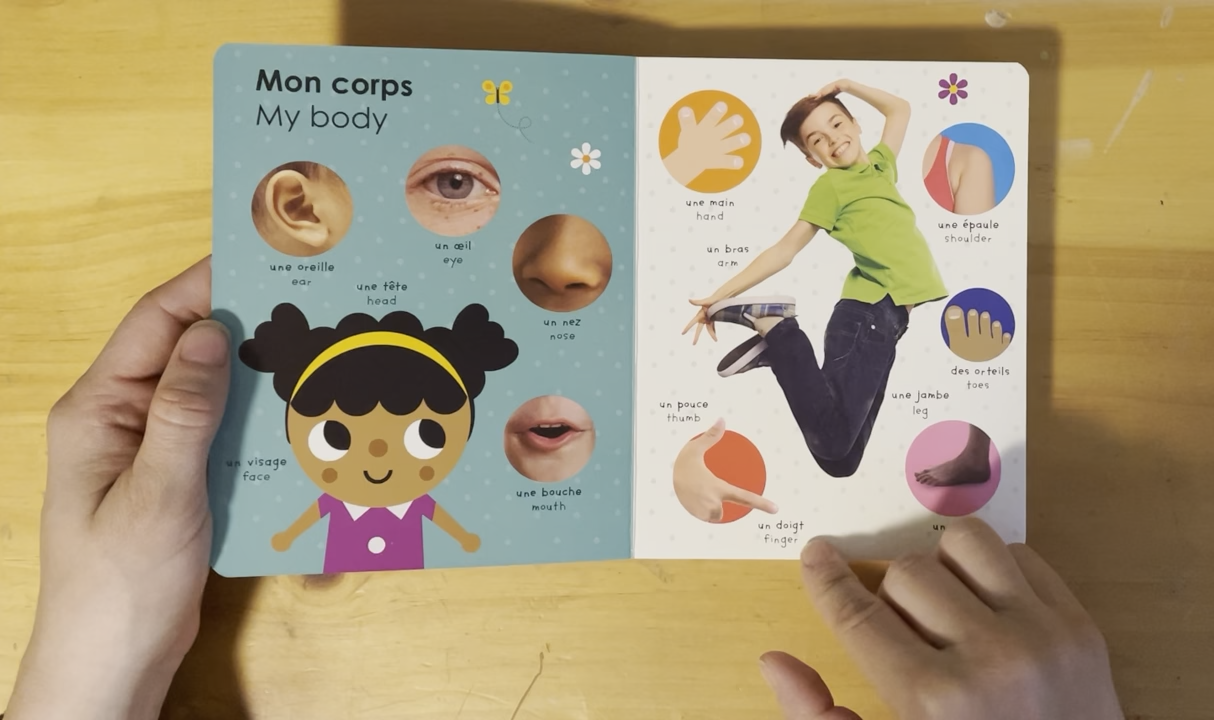 Mon corps
My body
une oreille
ear
un œil
eye
un nez
nose
une tête
head
un visage
face
une bouche
mouth
une main
hand
un bras
arm
une épaule
shoulder
des orteils
toes
une jambe
leg
un pouce
thumb
un doigt
finger
un